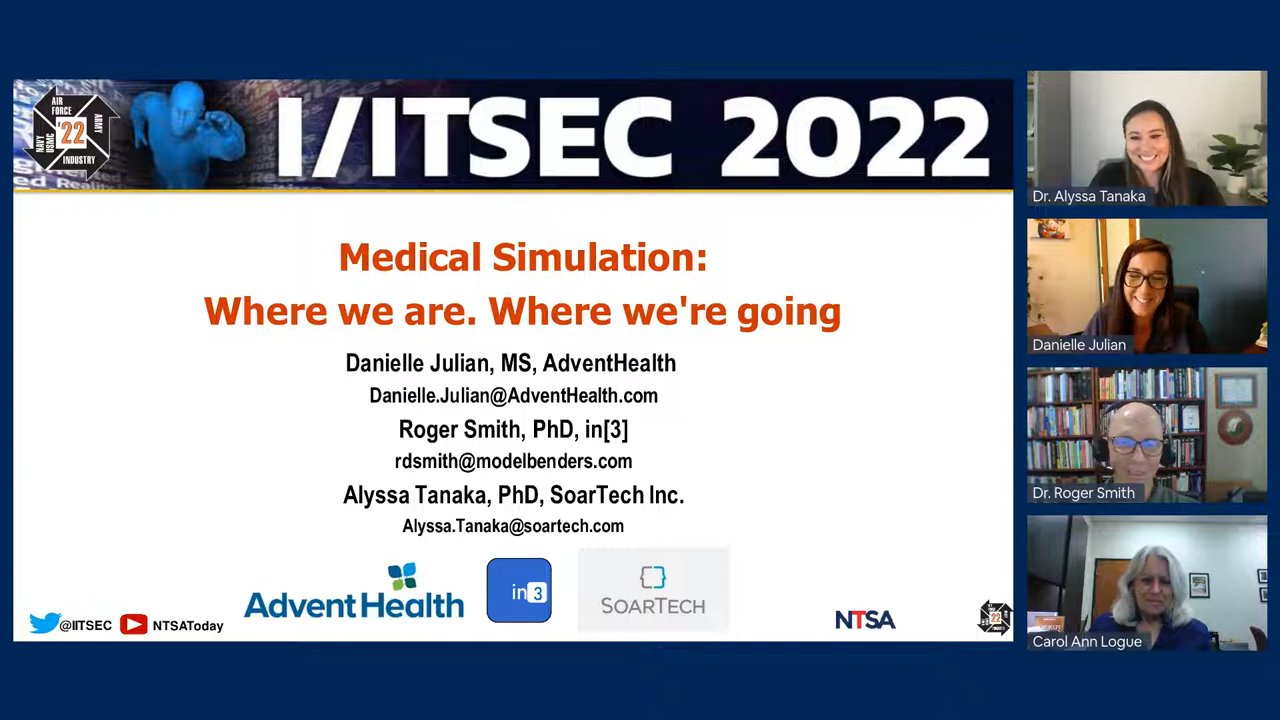 AIR
FORCE
NAVY
USMC
'22
ARMY
INDUSTRY
I/ITSEC 2022
Medical Simulation:
Where we are. Where we're going
Danielle Julian, MS, AdventHealth
Danielle.Julian@AdventHealth.com
Roger Smith, PhD, in[3]
rdsmith@modelbenders.com
Alyssa Tanaka, PhD, SoarTech Inc.
Alyssa.Tanaka@soartech.com
AdventHealth
in3
SOARTECH
@IITSEC
NTSAToday
NTSA
'22
Dr. Alyssa Tanaka
Danielle Julian
Dr. Roger Smith
Carol Ann Logue